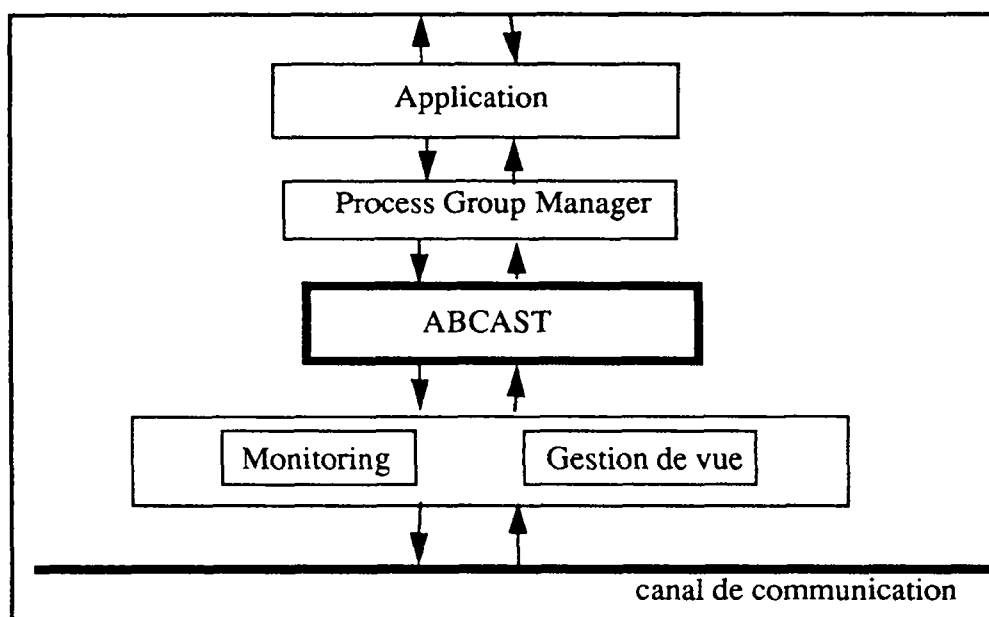 Application
Process Group Manager
ABCAST
Monitoring
Gestion de vue
canal de communication